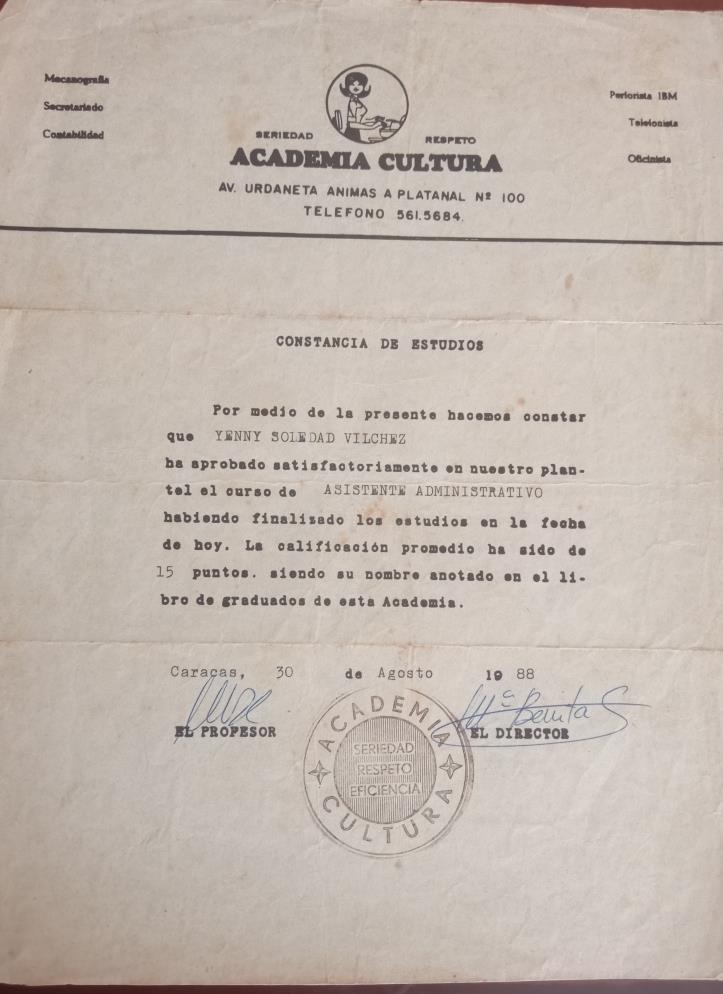 Mecanografia
Secretariado
Contabilidad
Perforista IBM
Telefonista
Oficinista
SERIEDAD RESPETO
ACADEMIA CULTURA
AV. URDANETA ANIMAS A PLATANAL Nº 100
TELEFONO 561.5684.
CONSTANCIA DE ESTUDIOS
Por medio de la presente hacemos constar
que YENNY SOLEDAD VILCHEZ
ha aprobado satisfactoriamente en nuestro plan-
tel el curso de ASISTENTE ADMINISTRATIVO
habiendo finalizado los estudios en la fecha
de hoy. La calificación promedio ha sido de
15 puntos. siendo su nombre anotado en el li-
bro de graduados de esta Academia.
Caracas, 30 de Agosto 19 88
Mª Benita S
EL PROFESOR EL DIRECTOR
ACADEMIA
SERIEDAD
RESPETO
EFICIENCIA
CULTURA